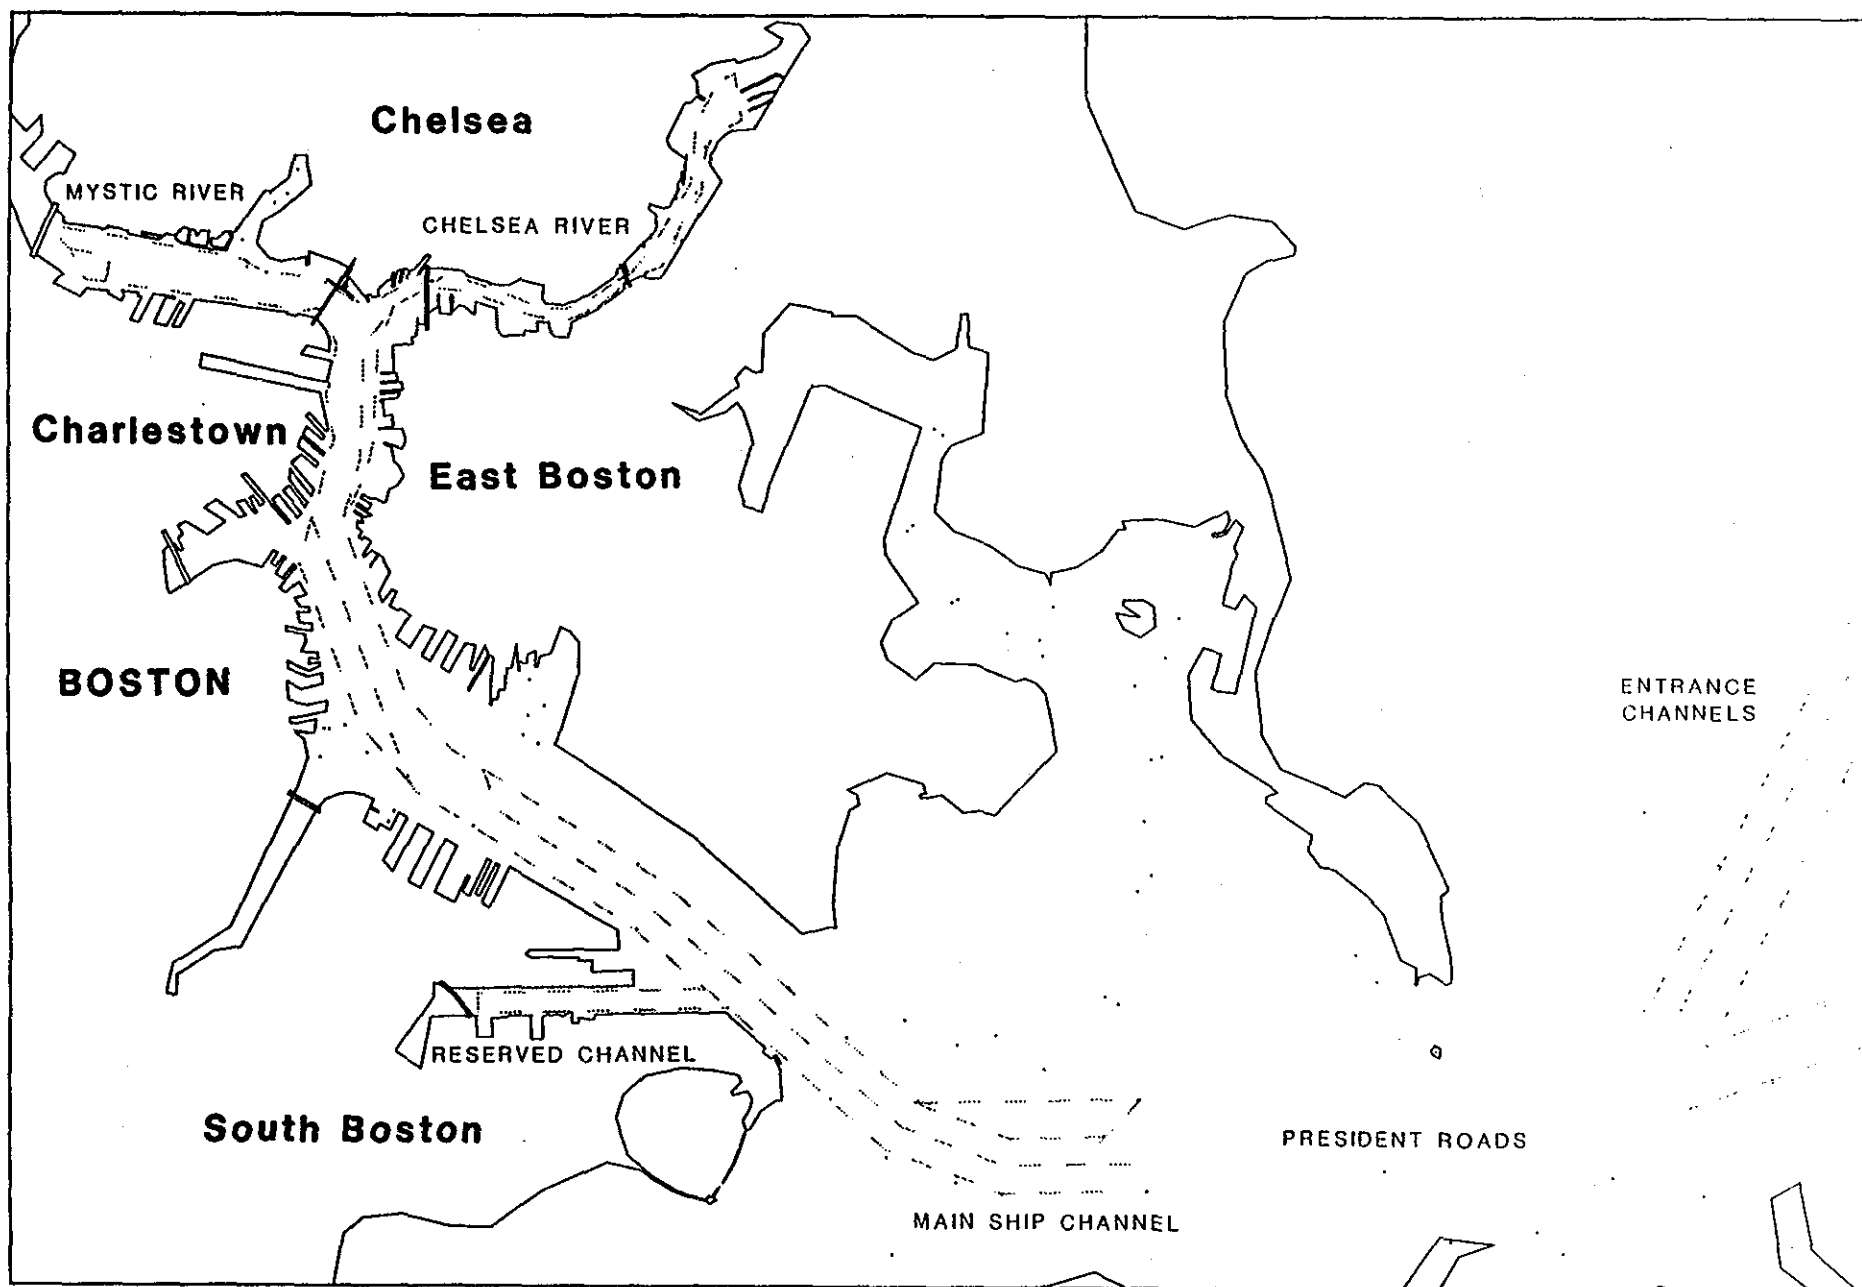 Chelsea
MYSTIC RIVER
CHELSEA RIVER
Charlestown
East Boston
BOSTON
ENTRANCE
CHANNELS
RESERVED CHANNEL
South Boston
PRESIDENT ROADS
MAIN SHIP CHANNEL